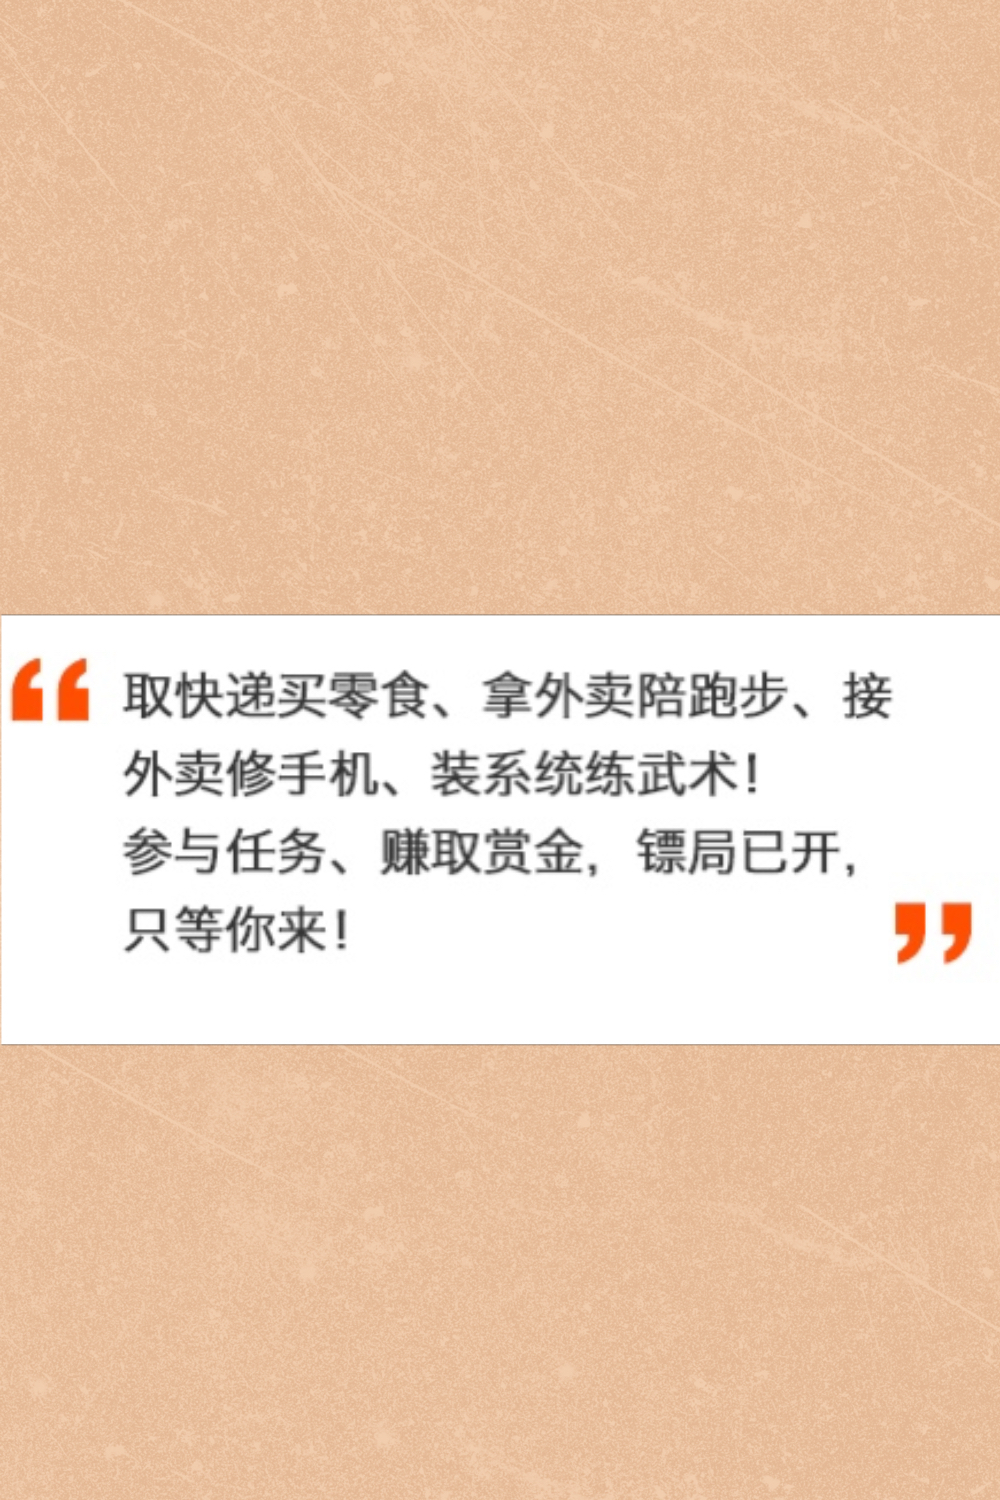 “取快递买零食、拿外卖陪跑步、接
外卖修手机、装系统练武术！
参与任务、赚取赏金，镖局已开，
只等你来！”